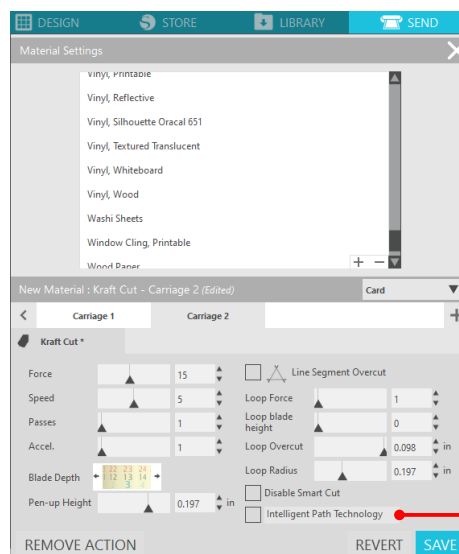 DESIGN STORE LIBRARY SEND
Material Settings
Vinyl, Printable
Vinyl, Reflective
Vinyl, Silhouette Oracal 651
Vinyl, Textured Translucent
Vinyl, Whiteboard
Vinyl, Wood
Washi Sheets
Window Cling, Printable
Wood Paper
New Material : Kraft Cut - Carriage 2 (Edited) Card
Carriage 1 Carriage 2
Kraft Cut *
Force 15 Line Segment Overcut
Speed 5 Loop Force 1
Passes 1 Loop blade height 0
Accel. 1 Loop Overcut 0.098 in
Blade Depth Loop Radius 0.197 in
Pen-up Height 0.197 in Disable Smart Cut
Intelligent Path Technology
REMOVE ACTION REVERT SAVE